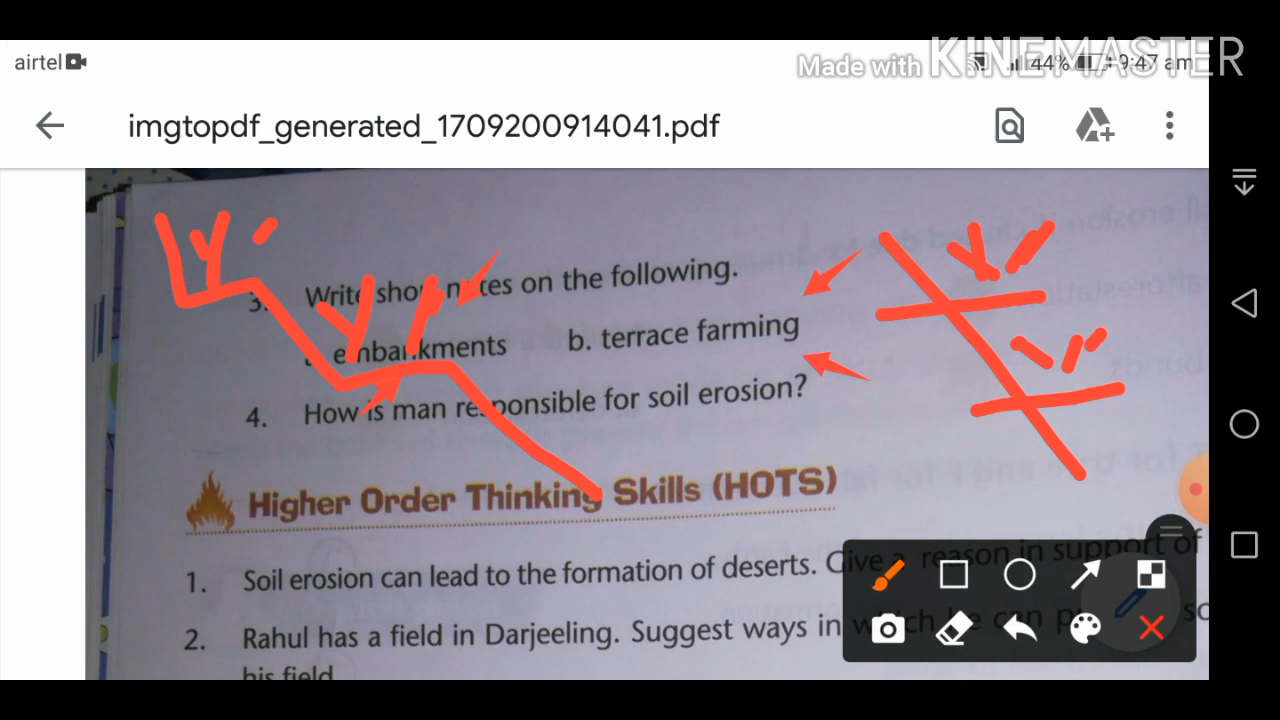 airtel 44% 9:47 am
Made with KINEMASTER
imgtopdf_generated_1709200914041.pdf
3. Write short notes on the following.
a. embankments b. terrace farming
4. How is man responsible for soil erosion?
Higher Order Thinking Skills (HOTS)
1. Soil erosion can lead to the formation of deserts. Give a reason in support of
2. Rahul has a field in Darjeeling. Suggest ways in which he can
his field